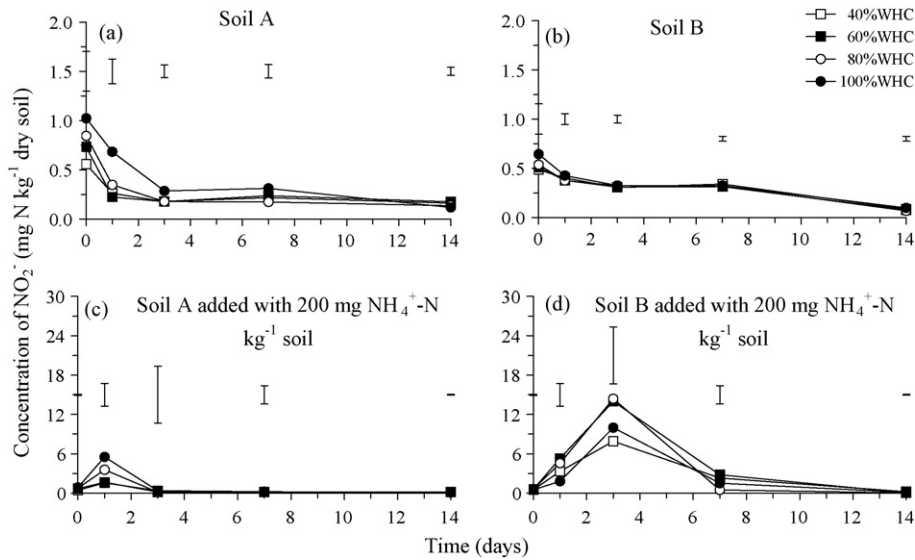 Soil A
(a)
2.0
1.5
1.0
0.5
0.0
0 2 4 6 8 10 12 14
Soil B
(b)
2.0
1.5
1.0
0.5
0.0
0 2 4 6 8 10 12 14
40%WHC
60%WHC
80%WHC
100%WHC
Concentration of NO₂⁻ (mg N kg⁻¹ dry soil)
(c)
Soil A added with 200 mg NH₄⁺-N
kg⁻¹ soil
30
24
18
12
6
0
0 2 4 6 8 10 12 14
(d)
Soil B added with 200 mg NH₄⁺-N
kg⁻¹ soil
30
24
18
12
6
0
0 2 4 6 8 10 12 14
Time (days)